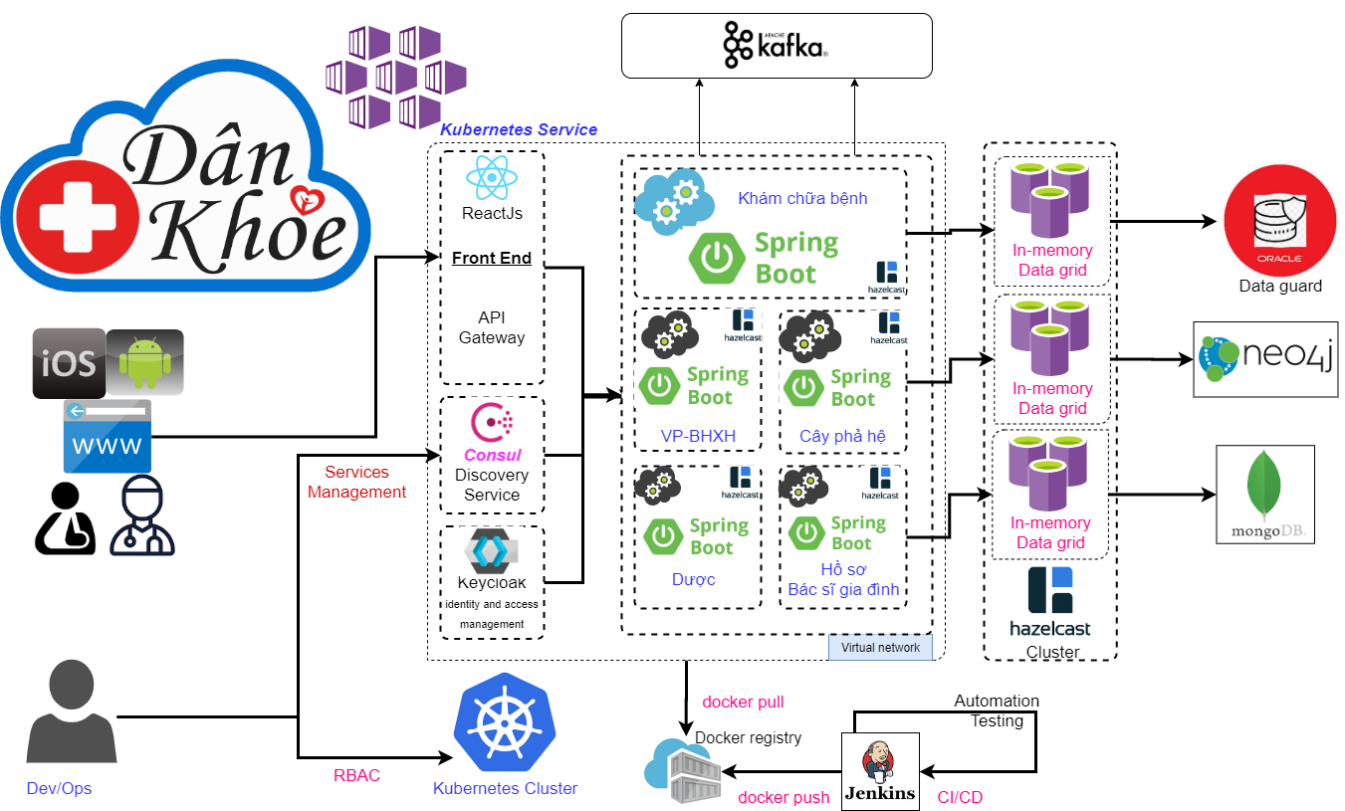 Dân
Khỏe
iOS
WWW
Dev/Ops
Services
Management
RBAC
Kubernetes Cluster
Kubernetes Service
ReactJs
Front End
API
Gateway
Consul
Discovery
Service
Keycloak
identity and access
management
APACHE
kafka®
Khám chữa bệnh
Spring
Boot
hazelcast
hazelcast
Spring
Boot
VP-BHXH
hazelcast
Spring
Boot
Cây phả hệ
hazelcast
Spring
Boot
Dược
hazelcast
Spring
Boot
Hồ sơ
Bác sĩ gia đình
Virtual network
In-memory
Data grid
In-memory
Data grid
In-memory
Data grid
hazelcast
Cluster
ORACLE
Data guard
neo4j
mongoDB.
docker pull
Docker registry
docker push
Jenkins
Automation
Testing
CI/CD